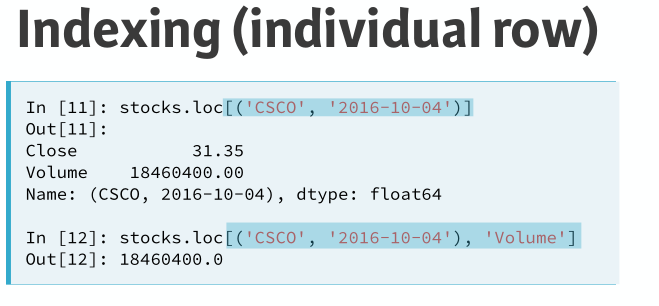 Indexing (individual row)
In [11]: stocks.loc[('CSCO', '2016-10-04')]
Out[11]:
Close           31.35
Volume    18460400.00
Name: (CSCO, 2016-10-04), dtype: float64
In [12]: stocks.loc[('CSCO', '2016-10-04'), 'Volume']
Out[12]: 18460400.0